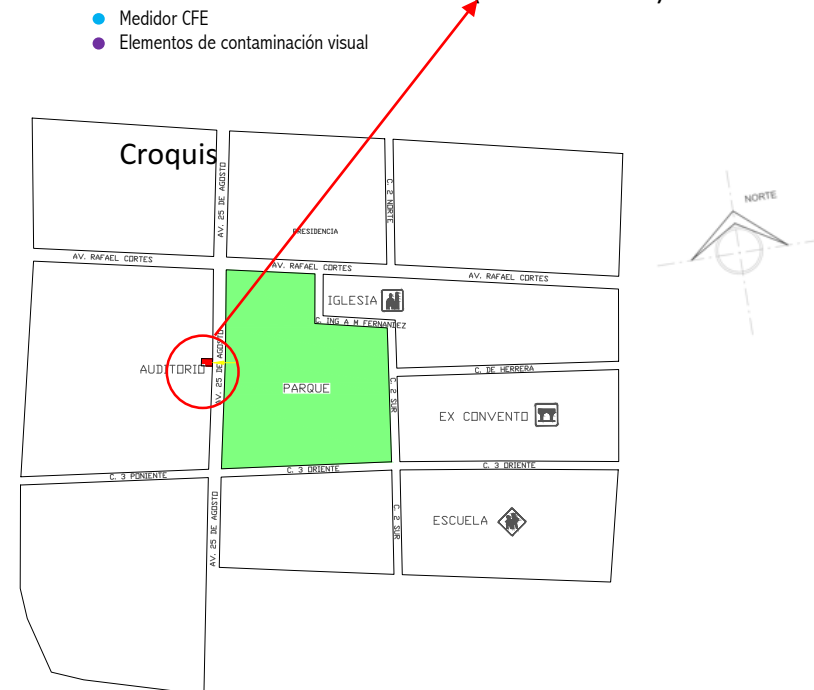 Medidor CFE
Elementos de contaminación visual
Croquis
AV. 25 DE AGOSTO
C. 2 NORTE
PRESIDENCIA
NORTE
AV. RAFAEL CORTES
AV. RAFAEL CORTES
AV. RAFAEL CORTES
IGLESIA
C. ING A M FERNANDEZ
AV. 25 DE AGOSTO
AUDITORIO
C. DE HERRERA
PARQUE
C. 2 SUR
EX CONVENTO
C. 3 PONIENTE
C. 3 ORIENTE
C. 3 ORIENTE
AV. 25 DE AGOSTO
C. 2 SUR
ESCUELA